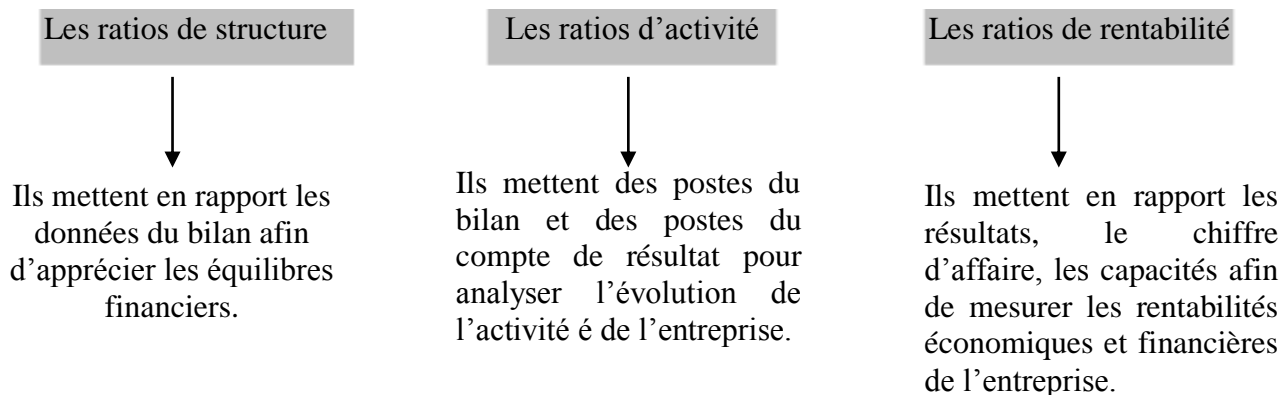 Les ratios de structure
Ils mettent en rapport les
données du bilan afin
d’apprécier les équilibres
financiers.
Les ratios d’activité
Ils mettent des postes du
bilan et des postes du
compte de résultat pour
analyser l’évolution de
l’activité é de l’entreprise.
Les ratios de rentabilité
Ils mettent en rapport les
résultats, le chiffre
d’affaire, les capacités afin
de mesurer les rentabilités
économiques et financières
de l’entreprise.